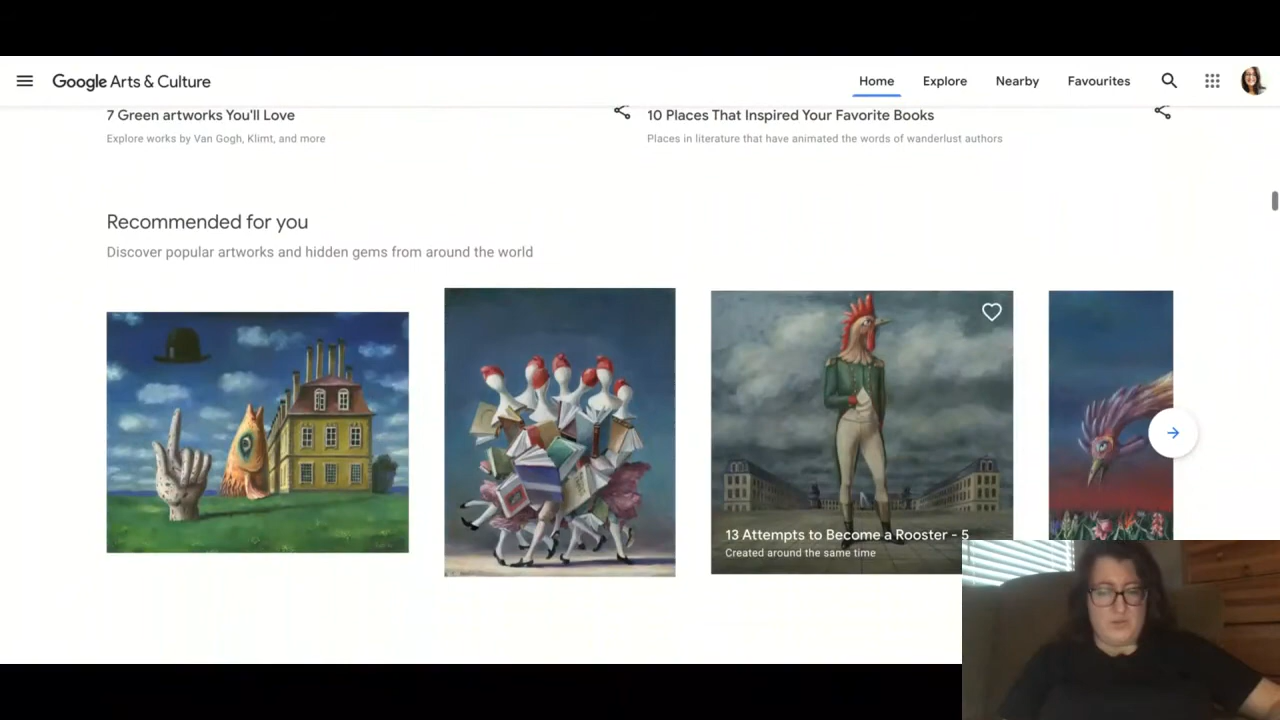 Google Arts & Culture
Home
Explore
Nearby
Favourites
7 Green artworks You'll Love
Explore works by Van Gogh, Klimt, and more
10 Places That Inspired Your Favorite Books
Places in literature that have animated the words of wanderlust authors
Recommended for you
Discover popular artworks and hidden gems from around the world
13 Attempts to Become a Rooster - 5
Created around the same time